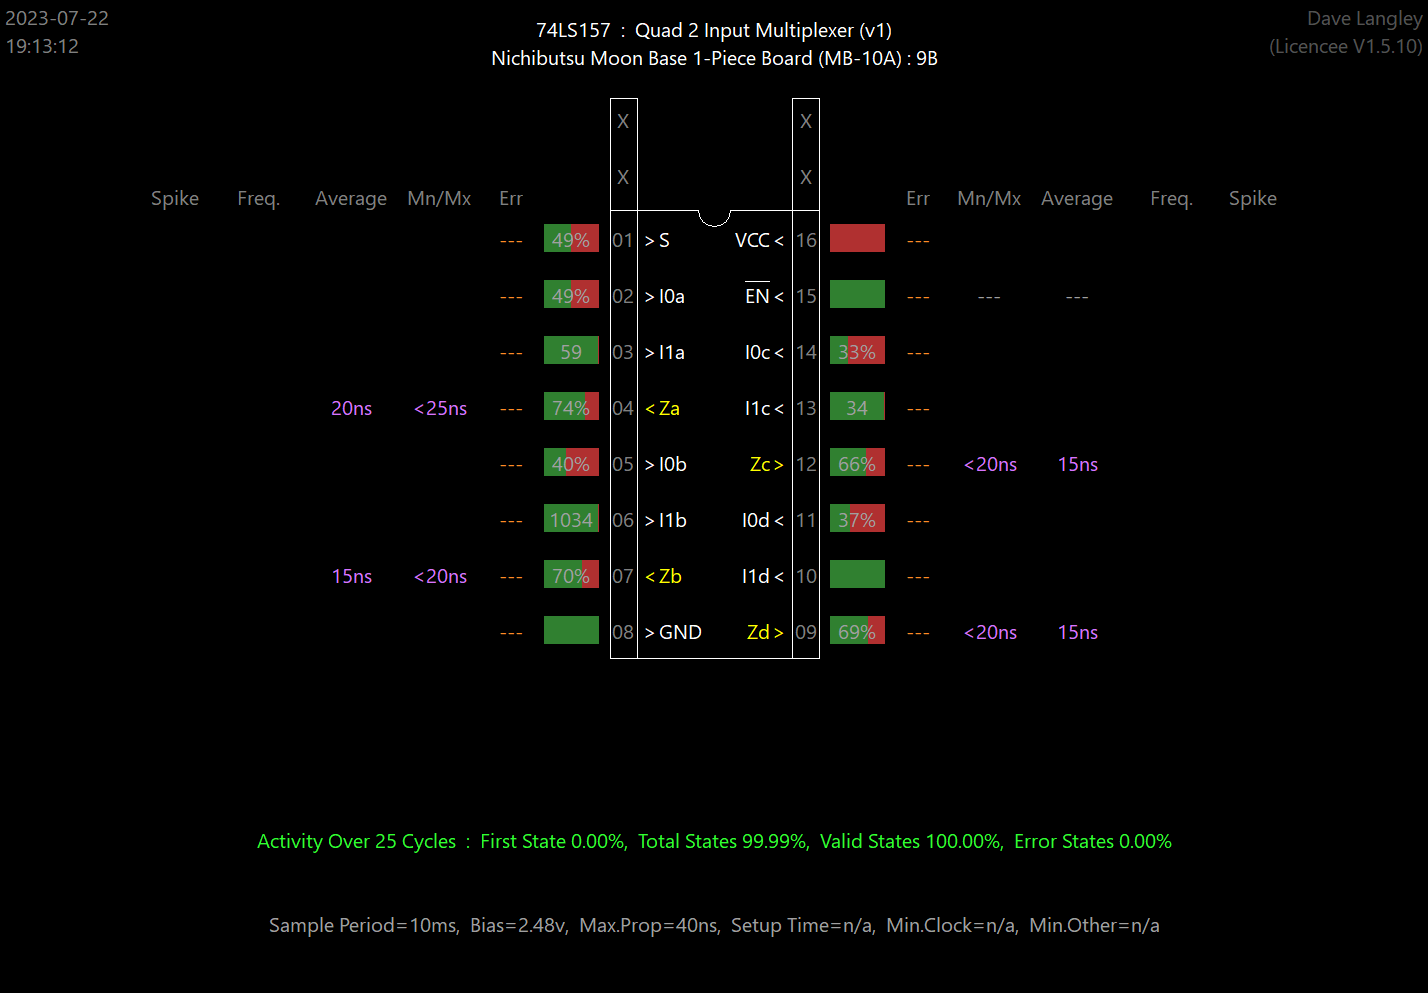 2023-07-22
19:13:12
74LS157 : Quad 2 Input Multiplexer (v1)
Nichibutsu Moon Base 1-Piece Board (MB-10A) : 9B
Dave Langley
(Licencee V1.5.10)
X X
X X
Spike Freq. Average Mn/Mx Err Err Mn/Mx Average Freq. Spike
--- 49% 01 >S VCC< 16 ---
--- 49% 02 >I0a EN< 15 --- --- ---
--- 59 03 >I1a I0c< 14 33% ---
20ns <25ns --- 74% 04 <Za I1c< 13 34 ---
--- 40% 05 >I0b Zc> 12 66% --- <20ns 15ns
--- 1034 06 >I1b I0d< 11 37% ---
15ns <20ns --- 70% 07 <Zb I1d< 10 ---
--- 08 >GND Zd> 09 69% --- <20ns 15ns
Activity Over 25 Cycles : First State 0.00%, Total States 99.99%, Valid States 100.00%, Error States 0.00%
Sample Period=10ms, Bias=2.48v, Max.Prop=40ns, Setup Time=n/a, Min.Clock=n/a, Min.Other=n/a